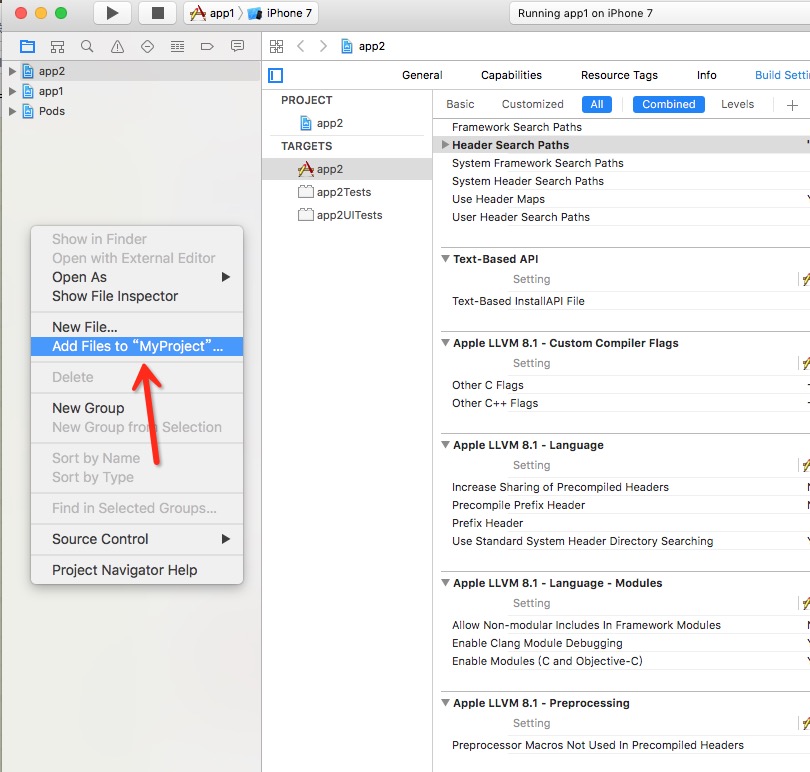 app1 iPhone 7
Running app1 on iPhone 7
app2
app2
app1
Pods
Show in Finder
Open with External Editor
Open As
Show File Inspector
New File...
Add Files to “MyProject”...
Delete
New Group
New Group from Selection
Sort by Name
Sort by Type
Find in Selected Groups...
Source Control
Project Navigator Help
General Capabilities Resource Tags Info Build Setti
PROJECT
app2
TARGETS
app2
app2Tests
app2UITests
Basic Customized All Combined Levels +
Framework Search Paths
Header Search Paths
System Framework Search Paths
System Header Search Paths
Use Header Maps
User Header Search Paths
Text-Based API
Setting
Text-Based InstallAPI File
Apple LLVM 8.1 - Custom Compiler Flags
Setting
Other C Flags
Other C++ Flags
Apple LLVM 8.1 - Language
Setting
Increase Sharing of Precompiled Headers
Precompile Prefix Header
Prefix Header
Use Standard System Header Directory Searching
Apple LLVM 8.1 - Language - Modules
Setting
Allow Non-modular Includes In Framework Modules
Enable Clang Module Debugging
Enable Modules (C and Objective-C)
Apple LLVM 8.1 - Preprocessing
Setting
Preprocessor Macros Not Used In Precompiled Headers